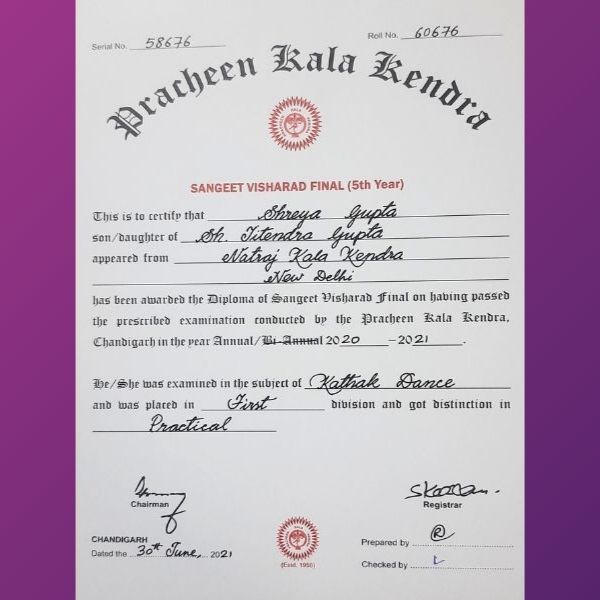 Serial No. 58676
Roll No. 60676
Pracheen Kala Kendra
SANGEET VISHARAD FINAL (5th Year)
This is to certify that Shreya Gupta
son/daughter of Sh. Jitendra Gupta
appeared from Natraj Kala Kendra
New Delhi
has been awarded the Diploma of Sangeet Visharad Final on having passed
the prescribed examination conducted by the Pracheen Kala Kendra,
Chandigarh in the year Annual/Bi-Annual 2020 - 2021.
He/She was examined in the subject of Kathak Dance
and was placed in First division and got distinction in
Practical
Chairman
Registrar
CHANDIGARH
Dated the 30th June, 2021
(Estd. 1956)
Prepared by
Checked by